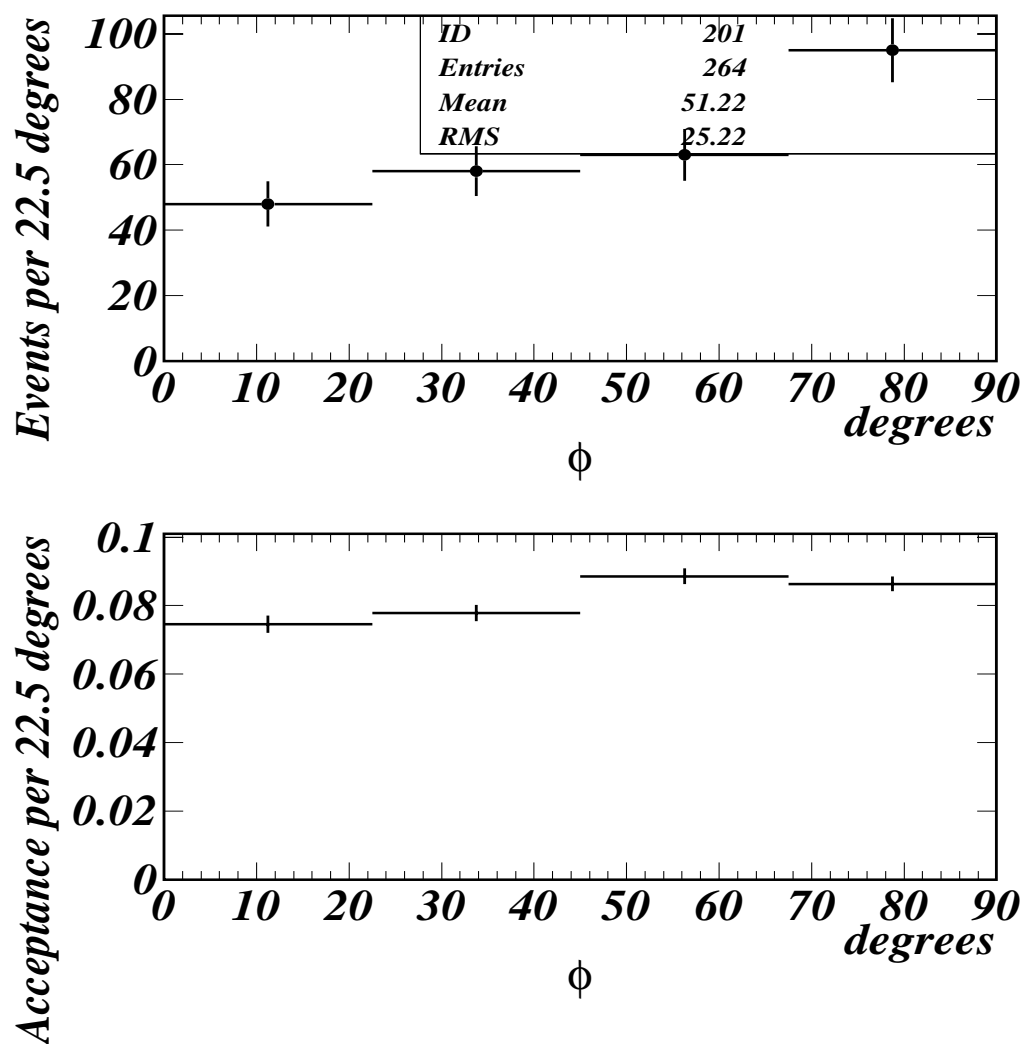 Events per 22.5 degrees
100
80
60
40
20
0
ID 201
Entries 264
Mean 51.22
RMS 25.22
0 10 20 30 40 50 60 70 80 90
degrees
ϕ
Acceptance per 22.5 degrees
0.1
0.08
0.06
0.04
0.02
0
0 10 20 30 40 50 60 70 80 90
degrees
ϕ